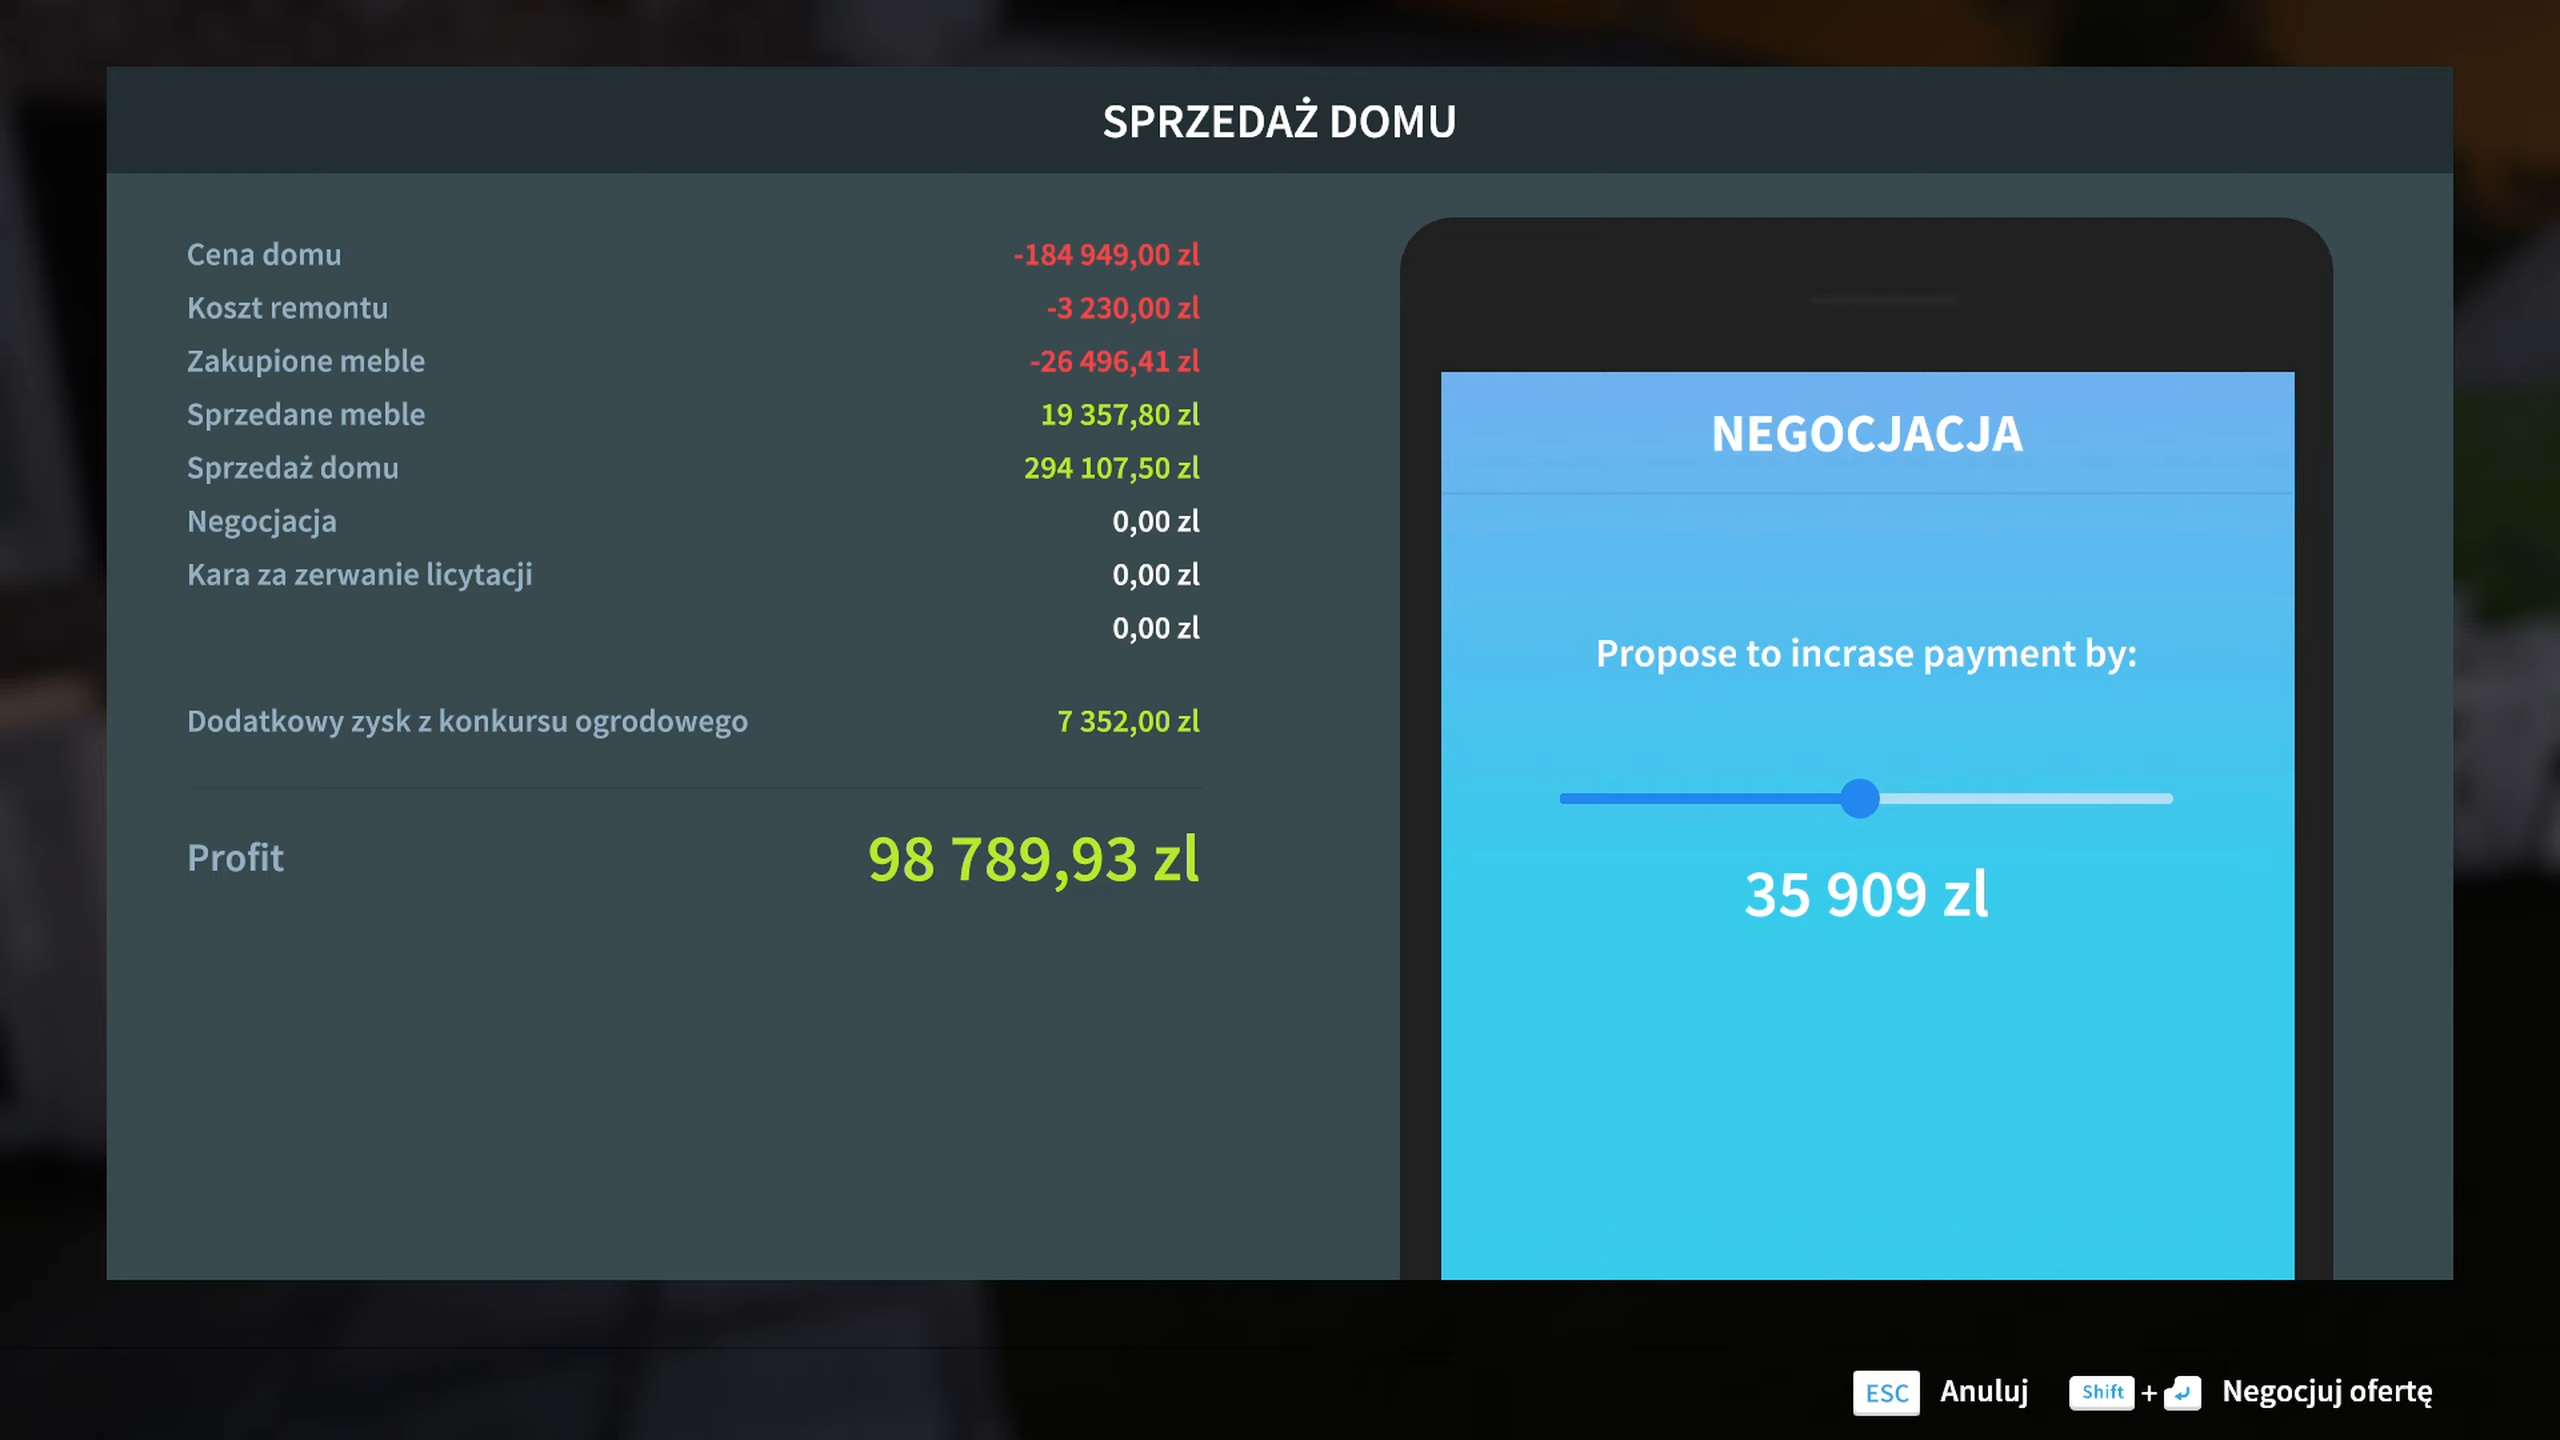 SPRZEDAŻ DOMU
Cena domu -184 949,00 zl
Koszt remontu -3 230,00 zl
Zakupione meble -26 496,41 zl
Sprzedane meble 19 357,80 zl
Sprzedaż domu 294 107,50 zl
Negocjacja 0,00 zl
Kara za zerwanie licytacji 0,00 zl
0,00 zl
Dodatkowy zysk z konkursu ogrodowego 7 352,00 zl
Profit 98 789,93 zl
NEGOCJACJA
Propose to incrase payment by:
35 909 zl
ESC Anuluj Shift + Negocjuj ofertę